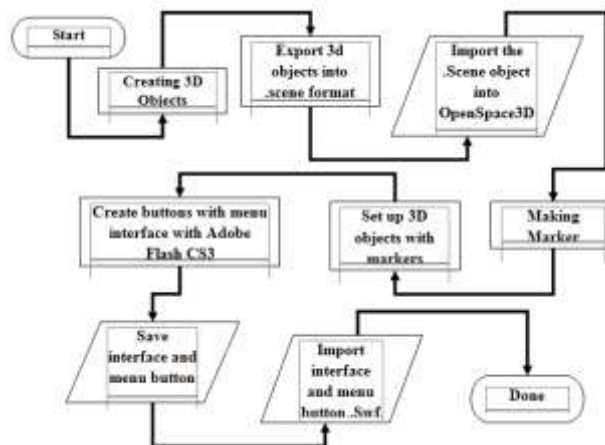 Start
Creating 3D
Objects
Export 3d
objects into
.scene format
Import the
.Scene object
into
OpenSpace3D
Making
Marker
Set up 3D
objects with
markers
Create buttons with menu
interface with Adobe
Flash CS3
Save
interface and
menu button
Import
interface
and menu
button .Swf
Done